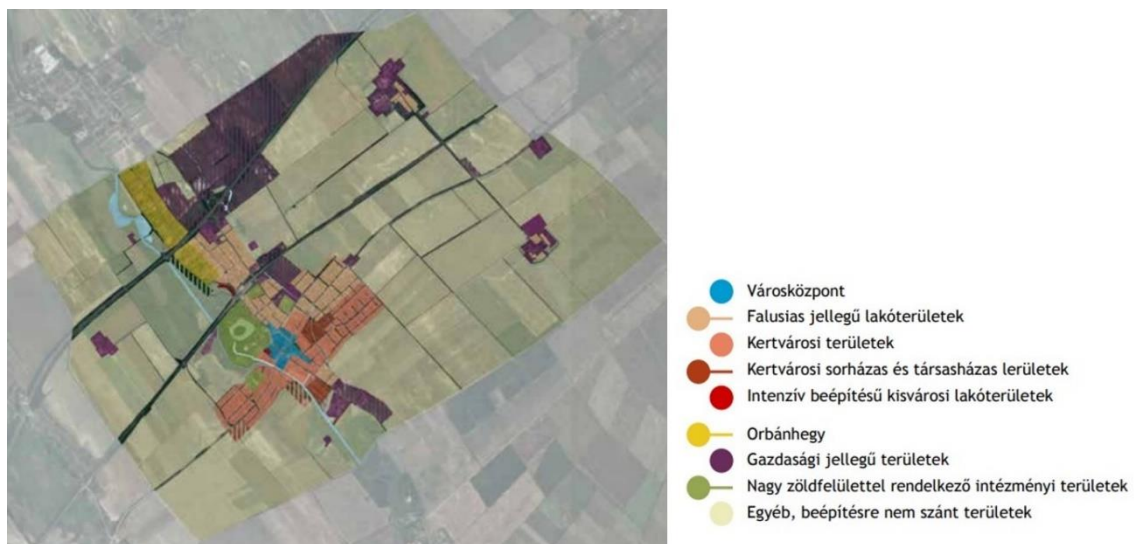 Városközpont
Falusias jellegű lakóterületek
Kertvárosi területek
Kertvárosi sorházas és társasházas lerületek
Intenzív beépítésű kisvárosi lakóterületek
Orbánhegy
Gazdasági jellegű területek
Nagy zöldfelülettel rendelkező intézményi területek
Egyéb, beépítésre nem szánt területek